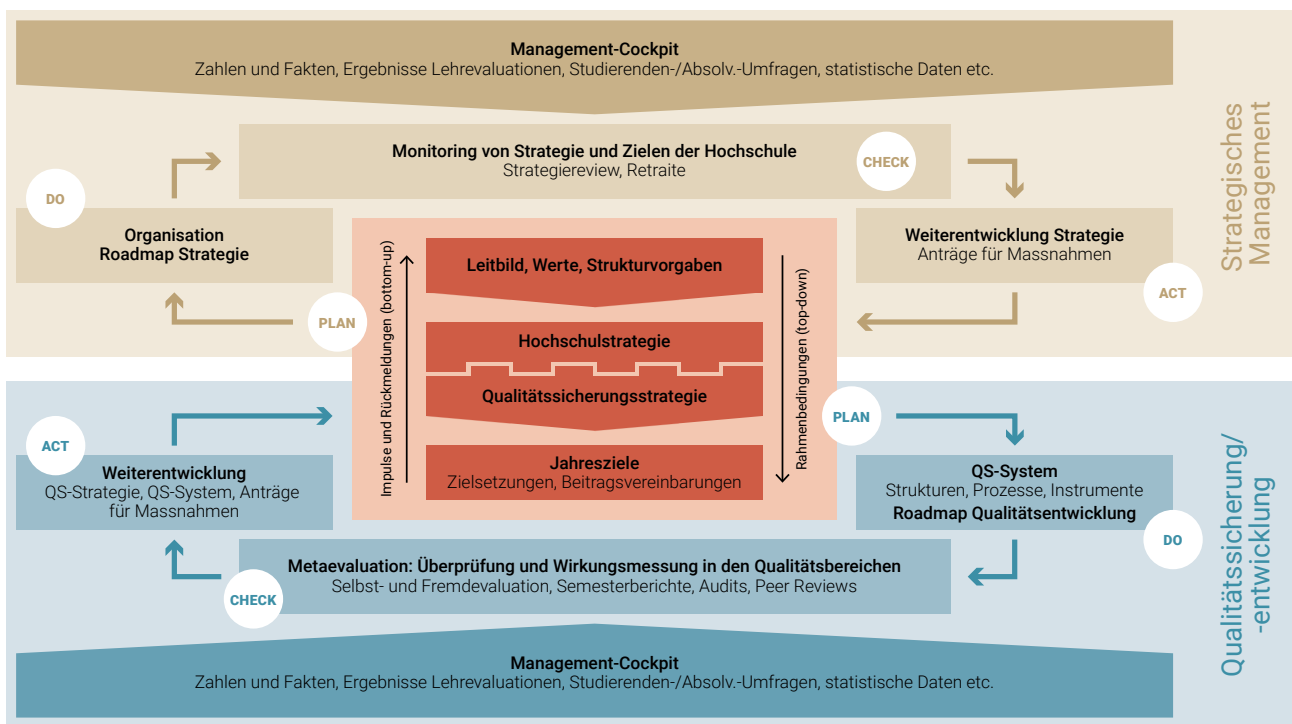 Management-Cockpit
Zahlen und Fakten, Ergebnisse Lehrevaluationen, Studierenden-/Absolv.-Umfragen, statistische Daten etc.
Strategisches
Management
Monitoring von Strategie und Zielen der Hochschule
Strategiereview, Retraite
CHECK
DO
Organisation
Roadmap Strategie
Weiterentwicklung Strategie
Anträge für Massnahmen
ACT
PLAN
Impulse und Rückmeldungen (bottom-up)
Leitbild, Werte, Strukturvorgaben
Hochschulstrategie
Qualitätssicherungsstrategie
Jahresziele
Zielsetzungen, Beitragsvereinbarungen
Rahmenbedingungen (top-down)
PLAN
ACT
Weiterentwicklung
QS-Strategie, QS-System, Anträge
für Massnahmen
QS-System
Strukturen, Prozesse, Instrumente
Roadmap Qualitätsentwicklung
DO
Qualitätssicherung/
-entwicklung
Metaevaluation: Überprüfung und Wirkungsmessung in den Qualitätsbereichen
Selbst- und Fremdevaluation, Semesterberichte, Audits, Peer Reviews
CHECK
Management-Cockpit
Zahlen und Fakten, Ergebnisse Lehrevaluationen, Studierenden-/Absolv.-Umfragen, statistische Daten etc.